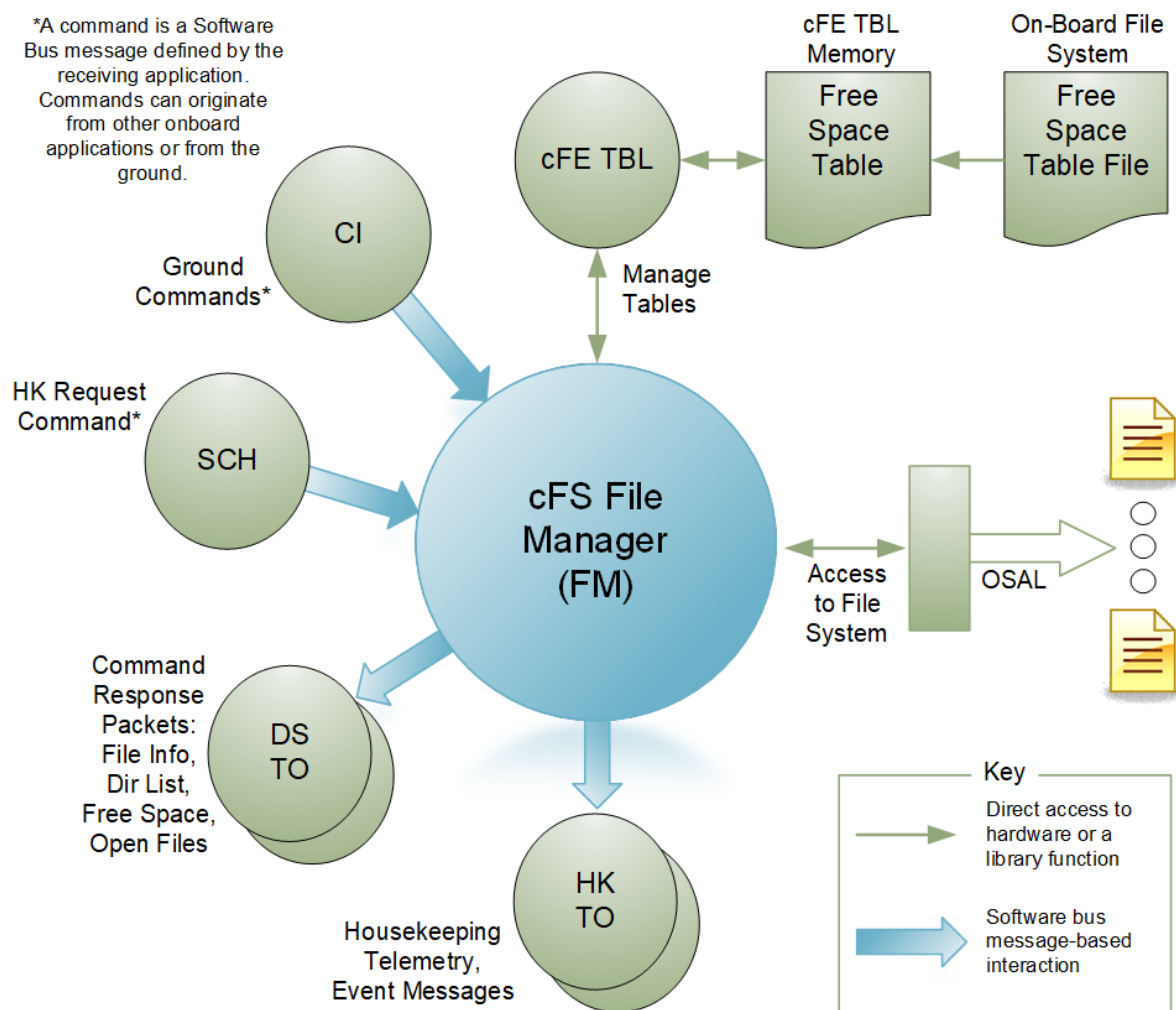 *A command is a Software
Bus message defined by the
receiving application.
Commands can originate
from other onboard
applications or from the
ground.
cFE TBL
Memory
On-Board File
System
cFE TBL
Free
Space
Table
Free
Space
Table File
CI
Ground
Commands*
Manage
Tables
HK Request
Command*
SCH
cFS File
Manager
(FM)
Access
to File
System
OSAL
Command
Response
Packets:
File Info,
Dir List,
Free Space,
Open Files
DS
TO
HK
TO
Housekeeping
Telemetry,
Event Messages
Key
Direct access to
hardware or a
library function
Software bus
message-based
interaction